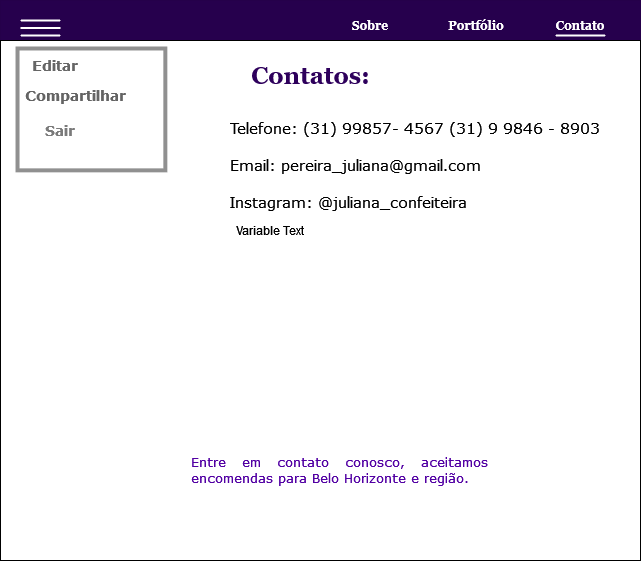 Sobre Portfólio Contato
Editar
Compartilhar
Sair
Contatos:
Telefone: (31) 99857- 4567 (31) 9 9846 - 8903
Email: pereira_juliana@gmail.com
Instagram: @juliana_confeiteira
Variable Text
Entre em contato conosco, aceitamos
encomendas para Belo Horizonte e região.